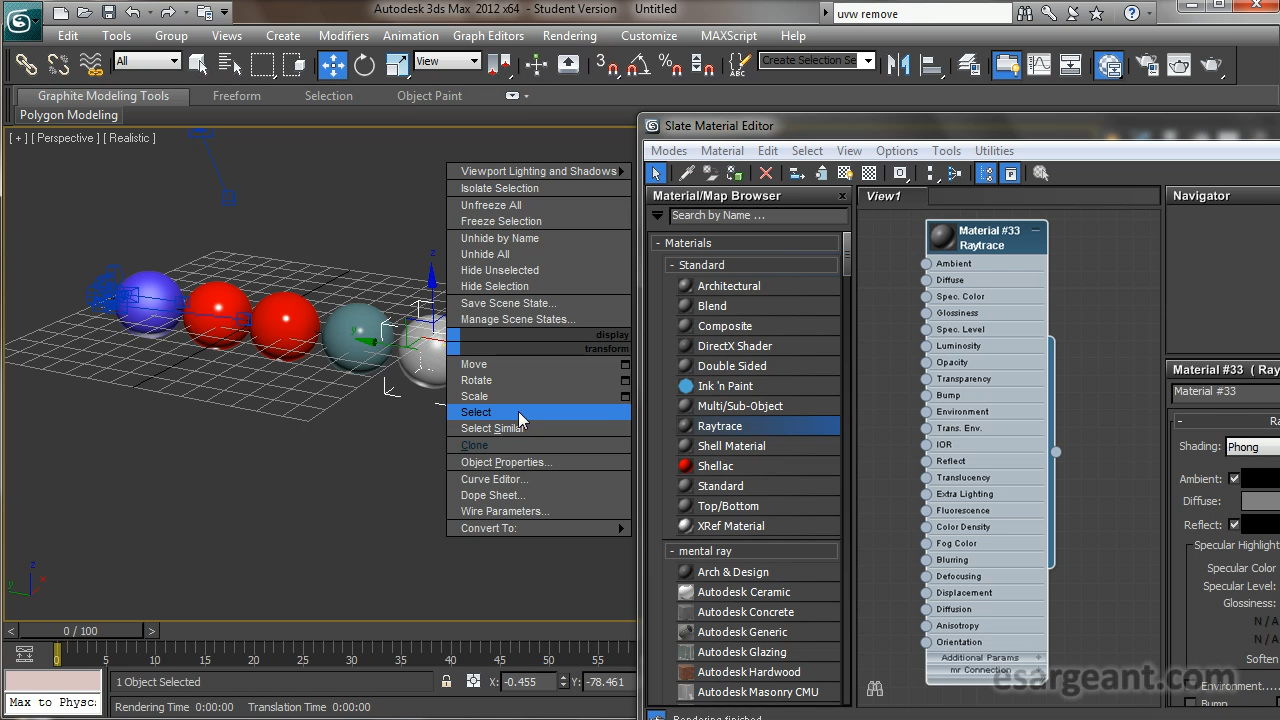 Autodesk 3ds Max 2012 x64 - Student Version Untitled
uvw remove
Edit Tools Group Views Create Modifiers Animation Graph Editors Rendering Customize MAXScript Help
All
View
Create Selection Se
Graphite Modeling Tools Freeform Selection Object Paint
Polygon Modeling
[ + ] [ Perspective ] [ Realistic ]
Viewport Lighting and Shadows
Isolate Selection
Unfreeze All
Freeze Selection
Unhide by Name
Unhide All
Hide Unselected
Hide Selection
Save Scene State...
Manage Scene States...
display
transform
Move
Rotate
Scale
Select
Select Similar
Clone
Object Properties...
Curve Editor...
Dope Sheet...
Wire Parameters...
Convert To:
z
y
z
x
y
0 / 100
0 5 10 15 20 25 30 35 40 45 50 55
1 Object Selected
X: -0.455 Y: -78.461
Max to Physc
Rendering Time 0:00:00 Translation Time 0:00:00
Slate Material Editor
Modes Material Edit Select View Options Tools Utilities
Material/Map Browser
Search by Name ...
- Materials
- Standard
Architectural
Blend
Composite
DirectX Shader
Double Sided
Ink 'n Paint
Multi/Sub-Object
Raytrace
Shell Material
Shellac
Standard
Top/Bottom
XRef Material
- mental ray
Arch & Design
Autodesk Ceramic
Autodesk Concrete
Autodesk Generic
Autodesk Glazing
Autodesk Hardwood
Autodesk Masonry CMU
Rendering finished
View1
Material #33
Raytrace
Ambient
Diffuse
Spec. Color
Glossiness
Spec. Level
Luminosity
Opacity
Transparency
Bump
Environment
Trans. Env.
IOR
Reflect
Translucency
Extra Lighting
Fluorescence
Color Density
Fog Color
Blurring
Defocusing
Displacement
Diffusion
Anisotropy
Orientation
Additional Params +
mr Connection
Navigator
Material #33 ( Ray
Material #33
- Ra
Shading: Phong
Ambient:
Diffuse:
Reflect:
Specular Highlight
Specular Color
Specular Level:
Glossiness:
N / A
N / A
Soften
Environment
Bump
esargeant.com